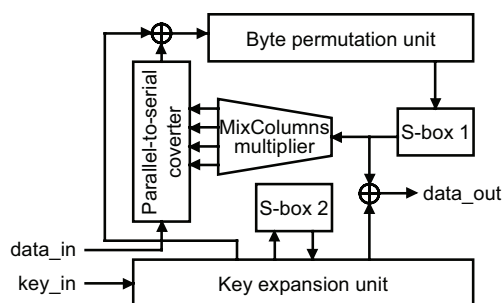 Byte permutation unit
Parallel-to-serial
coverter
MixColumns
multiplier
S-box 1
S-box 2
data_out
data_in
key_in
Key expansion unit